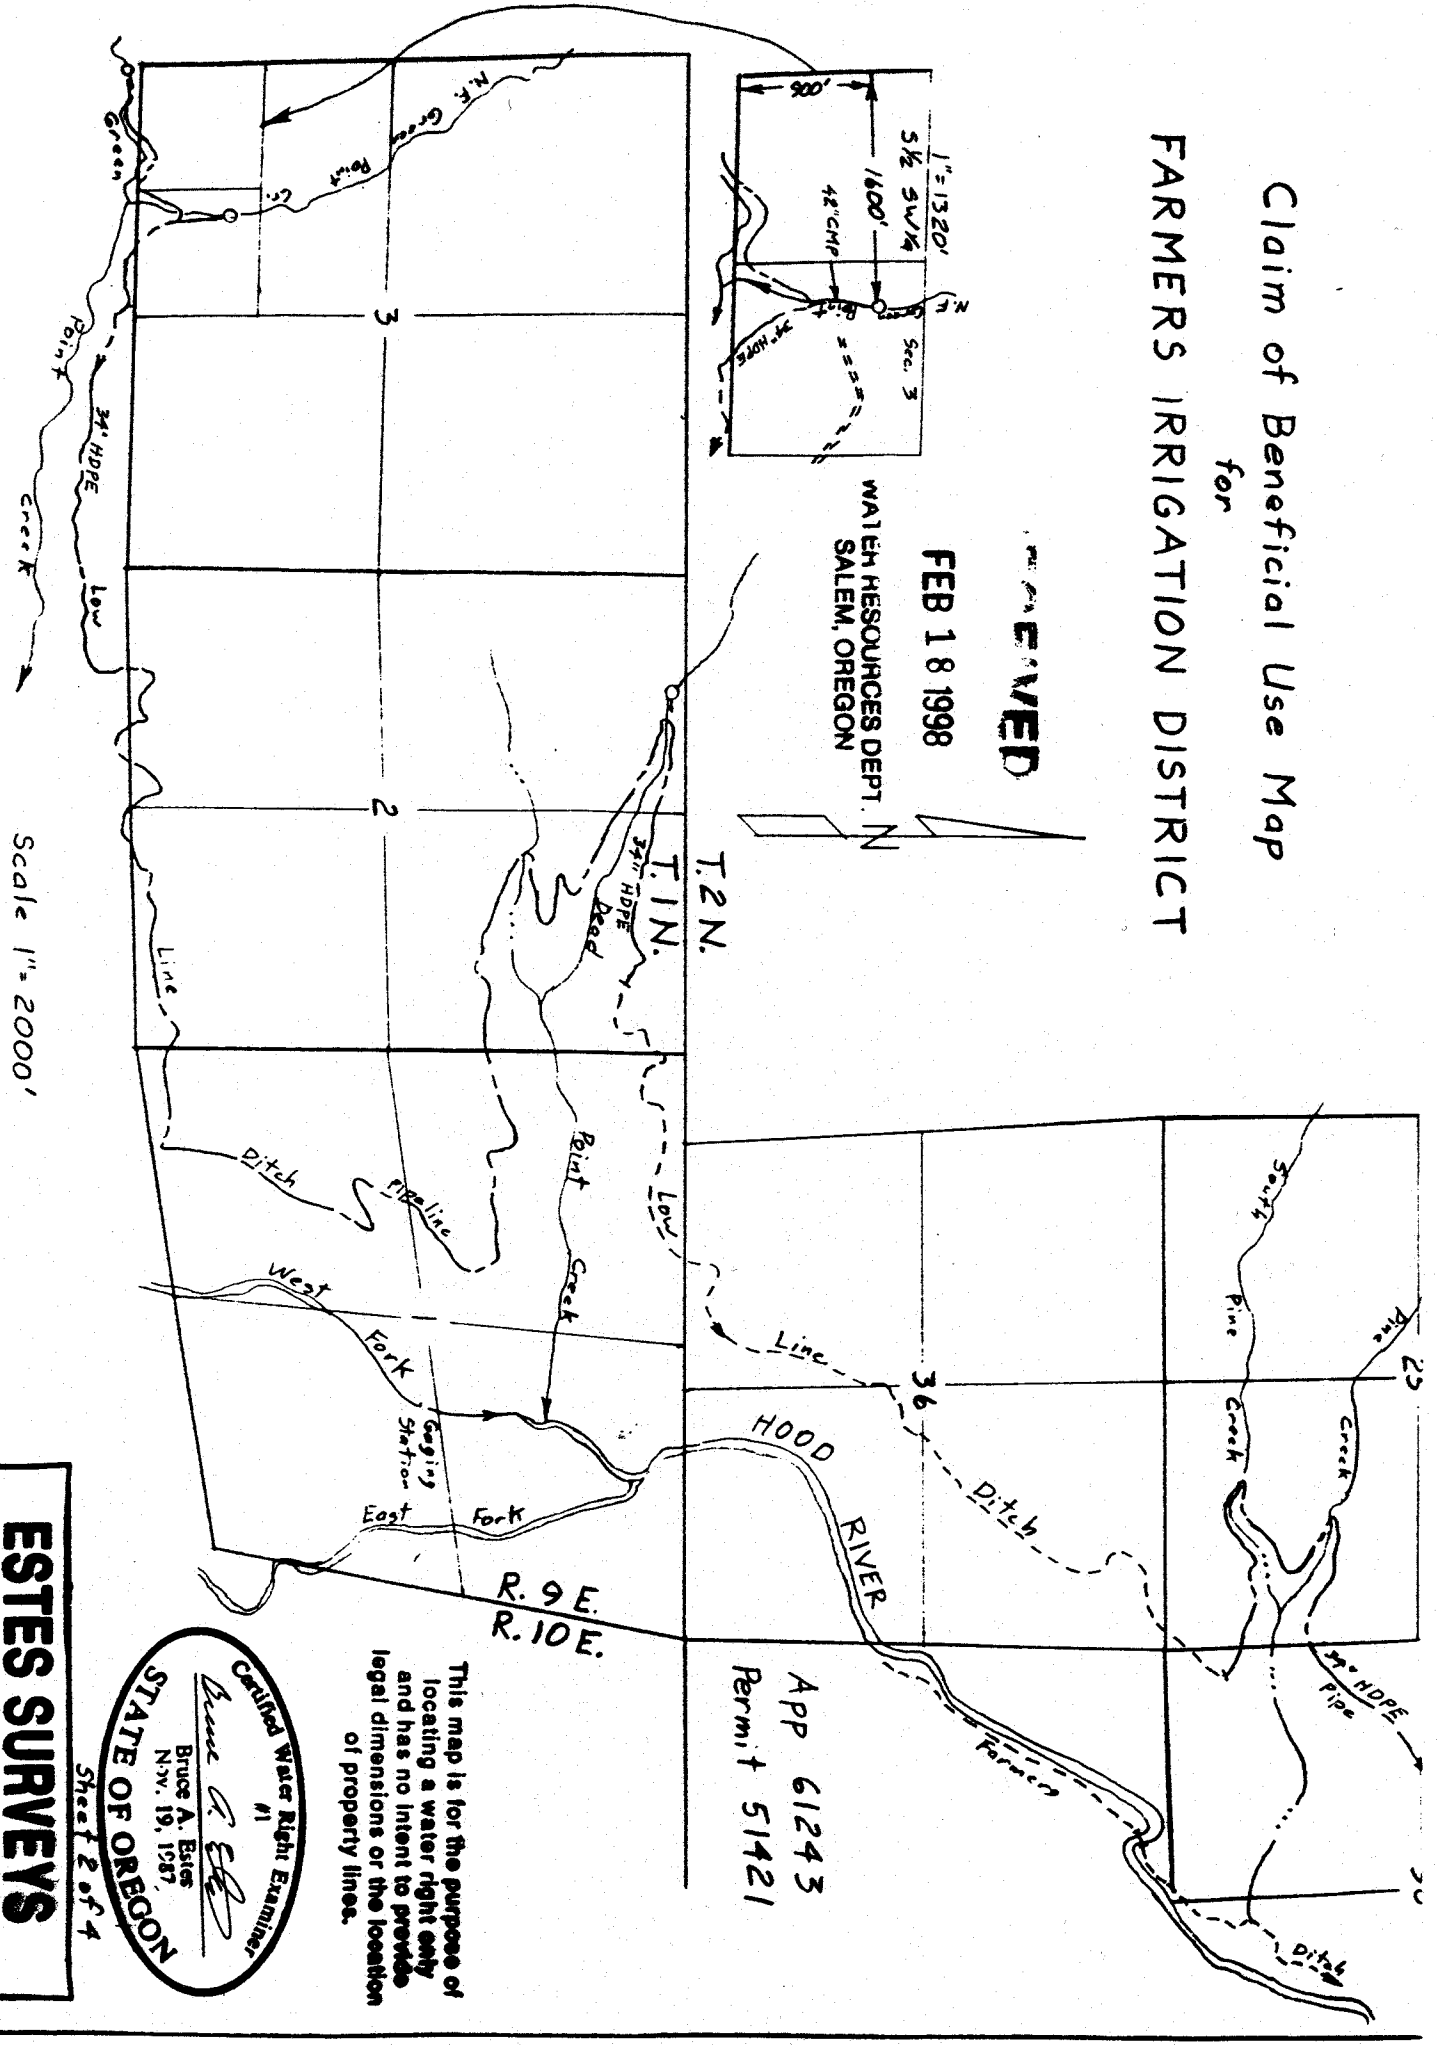 Claim of Beneficial Use Map
for
FARMERS IRRIGATION DISTRICT
FEB 18 1998
WATER RESOURCES DEPT.
SALEM, OREGON
N
1"=1320'
S½ SW¼
900'
1600'
42" CMP
N. F.
Green
Point
Sec. 3
34" HDPE
T. 2 N.
T. 1 N.
N. F.
Green
Point
Cr.
3
2
36
25
Green
Point
Creek
34" HDPE
Low
Line
Ditch
Pipeline
34" HDPE
Dead
Point
Creek
Low
Line
Ditch
West
Fork
Gaging
Station
East
Fork
HOOD
RIVER
South
Pine
Creek
Pine
Creek
34" HDPE
Pipe
Farmers
Ditch
R. 9 E.
R. 10 E.
App 61243
Permit 51421
Scale 1"= 2000'
This map is for the purpose of
locating a water right only
and has no intent to provide
legal dimensions or the location
of property lines.
Certified Water Right Examiner
#1
Bruce A. Estes
Nov. 19, 1987
STATE OF OREGON
Sheet 2 of 4
ESTES SURVEYS